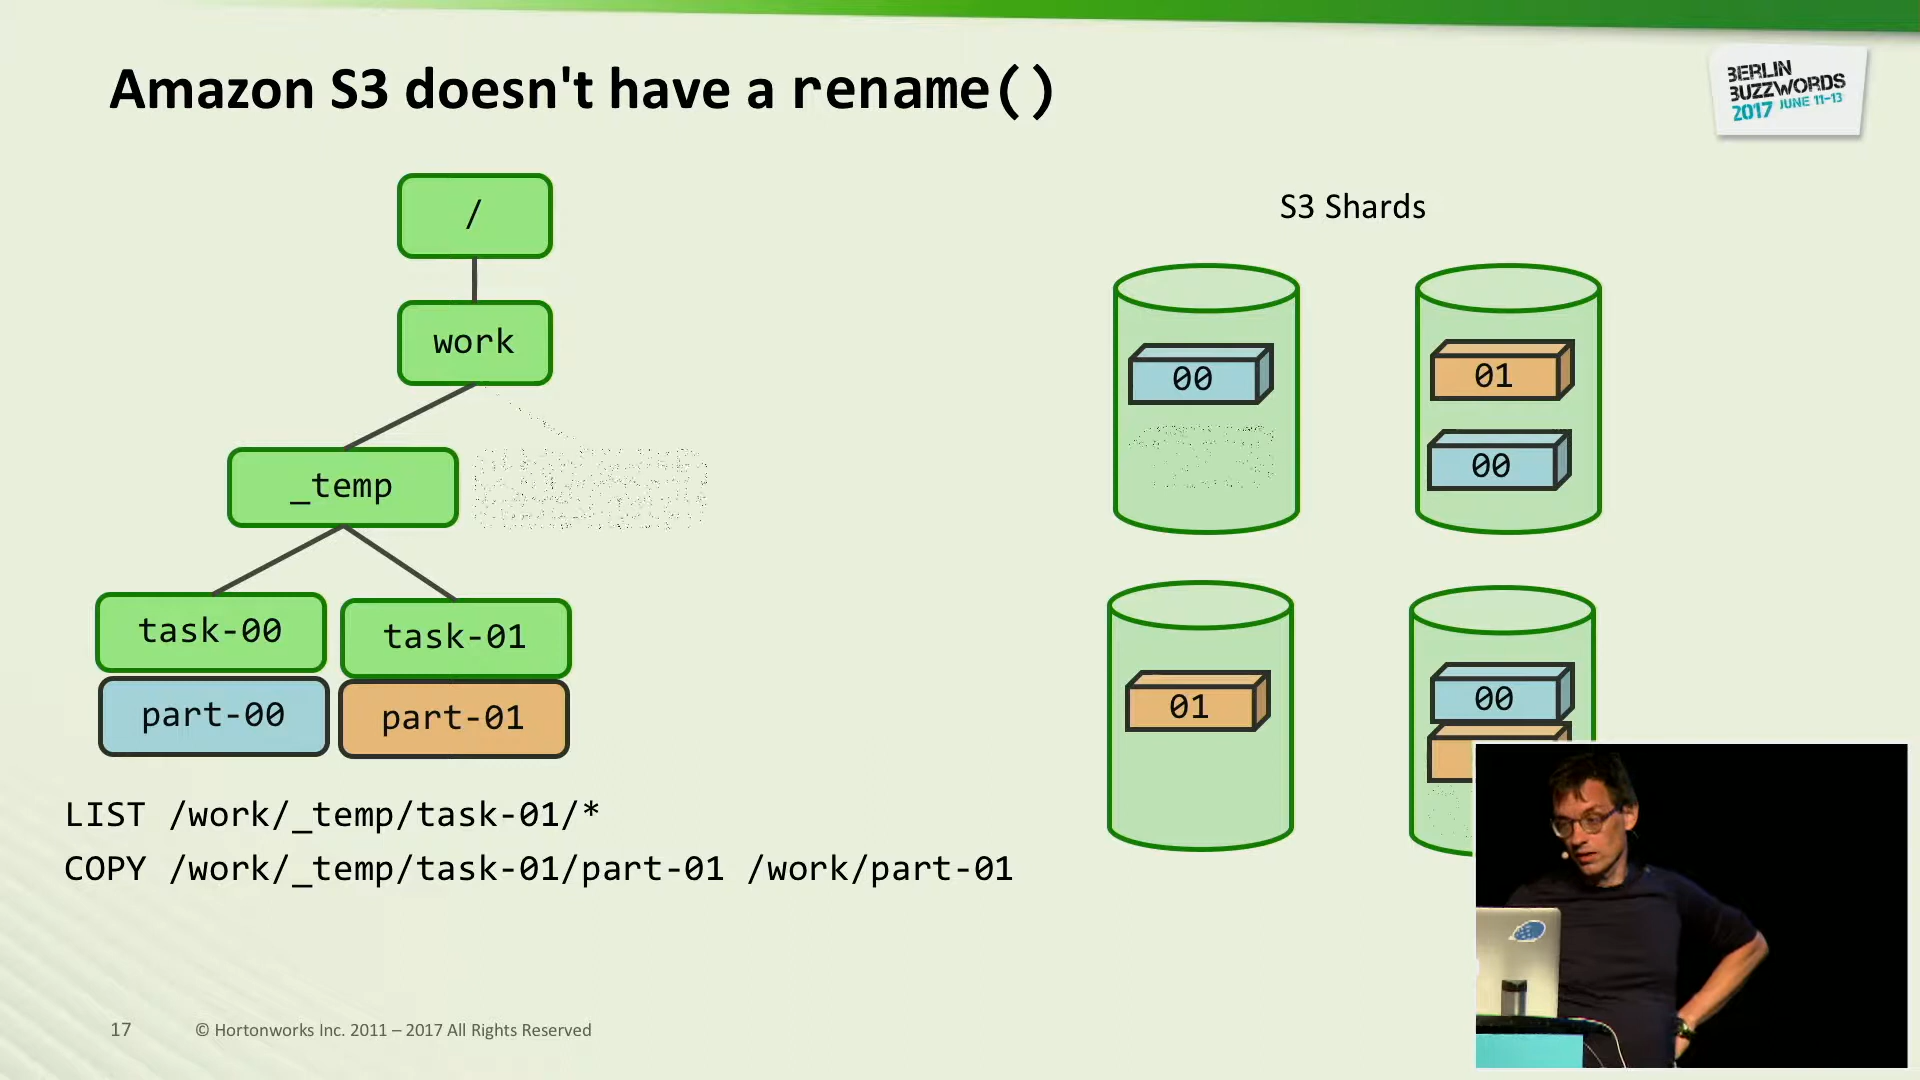 Amazon S3 doesn't have a rename()
BERLIN
BUZZWORDS
2017 JUNE 11-13
/
work
_temp
task-00
task-01
part-00
part-01
S3 Shards
00
01
00
01
00
LIST /work/_temp/task-01/*
COPY /work/_temp/task-01/part-01 /work/part-01
17
© Hortonworks Inc. 2011 – 2017 All Rights Reserved